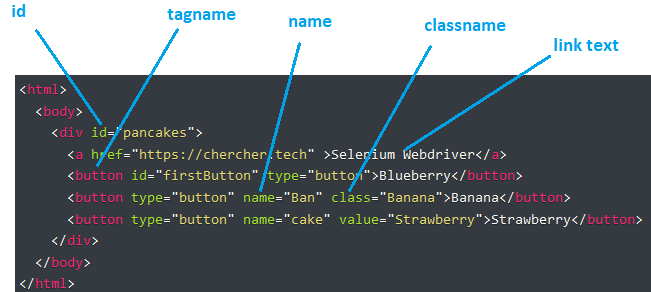 id
tagname
name
classname
link text
<html>
<body>
<div id="pancakes">
<a href="https://chercher.tech" >Selenium Webdriver</a>
<button id="firstButton" type="button">Blueberry</button>
<button type="button" name="Ban" class="Banana">Banana</button>
<button type="button" name="cake" value="Strawberry">Strawberry</button>
</div>
</body>
</html>